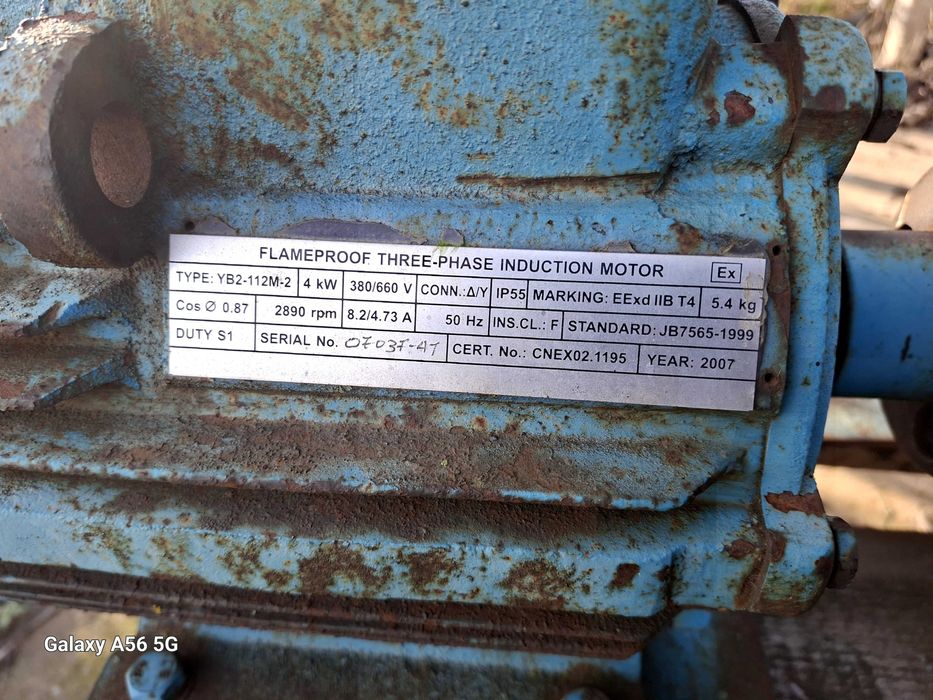 FLAMEPROOF THREE-PHASE INDUCTION MOTOR Ex
TYPE: YB2-112M-2 4 kW 380/660 V CONN.:Δ/Y IP55 MARKING: EExd IIB T4 5.4 kg
Cos Ø 0.87 2890 rpm 8.2/4.73 A 50 Hz INS.CL.: F STANDARD: JB7565-1999
DUTY S1 SERIAL No. CERT. No.: CNEX02.1195 YEAR: 2007
Galaxy A56 5G